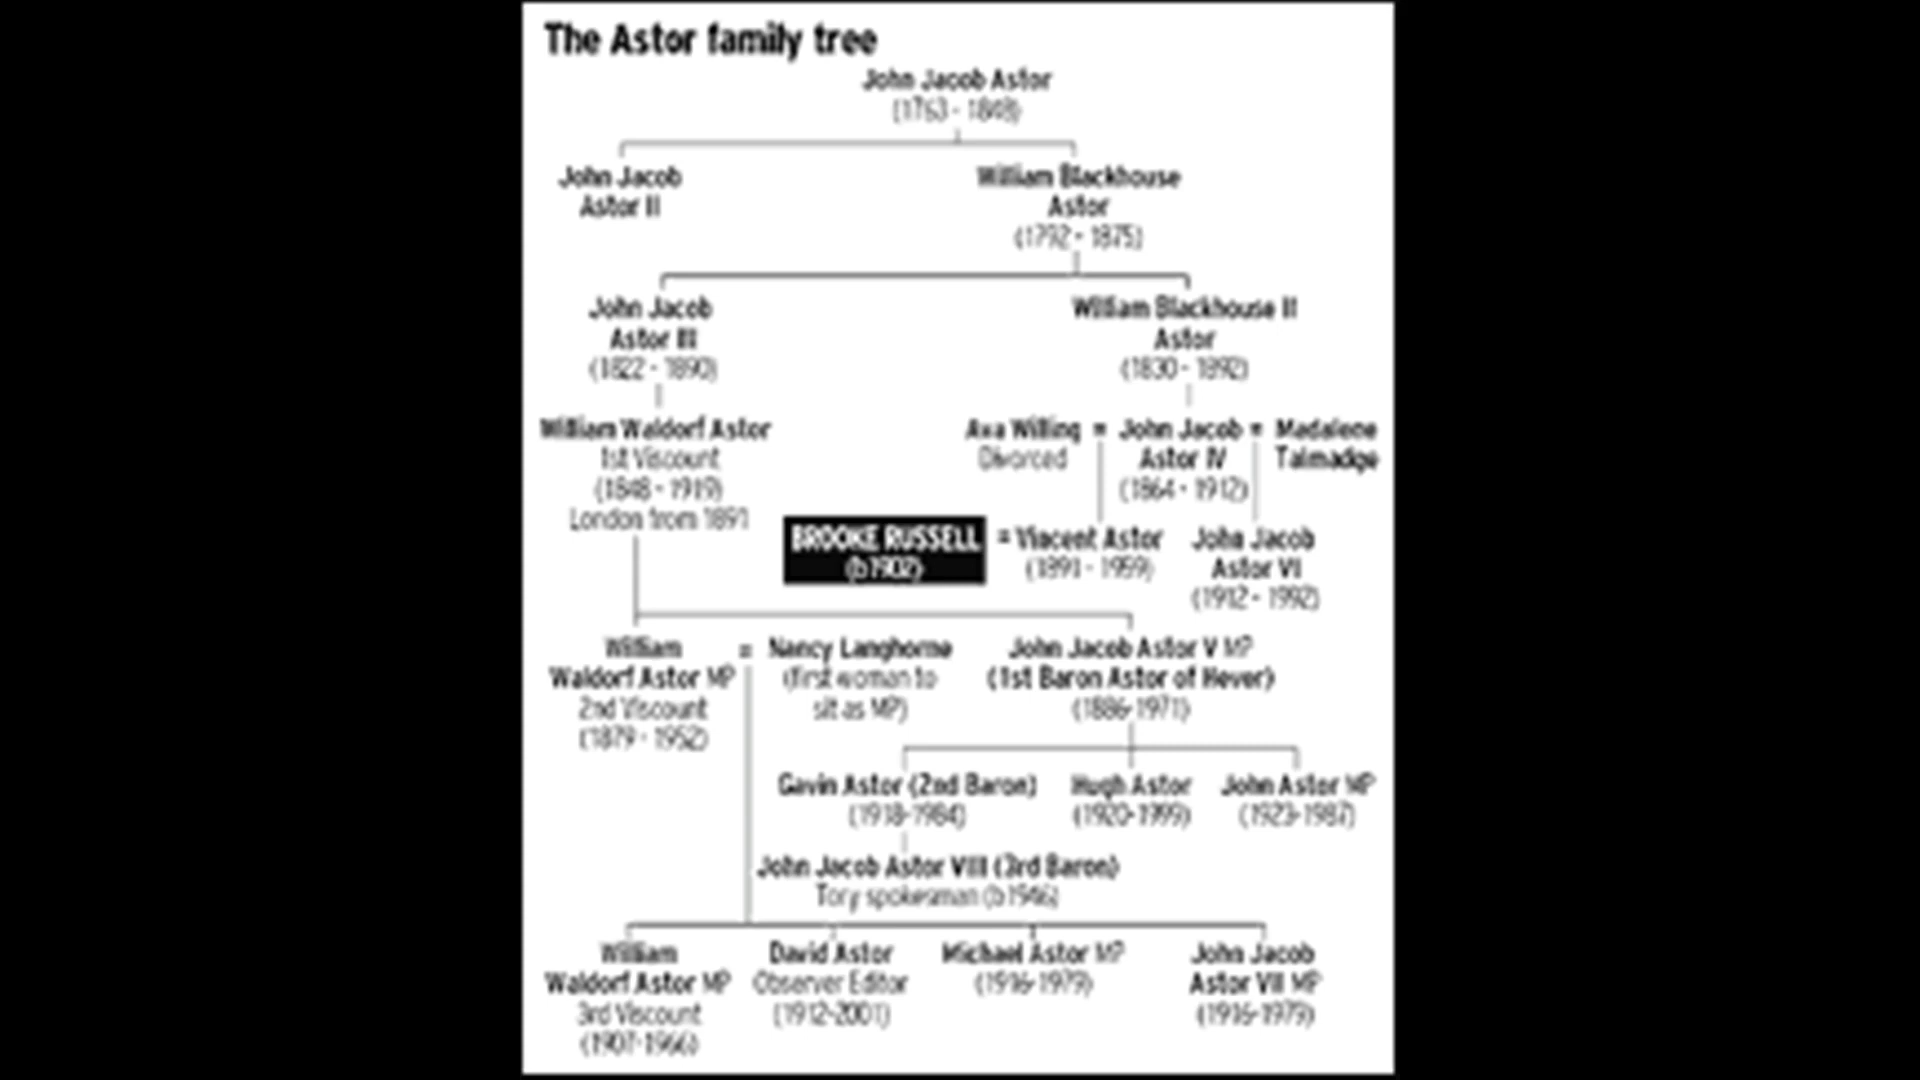 The Astor family tree
John Jacob Astor
(1763 - 1848)
John Jacob
Astor II
William Blackhouse
Astor
(1792 - 1875)
John Jacob
Astor III
(1822 - 1890)
William Blackhouse II
Astor
(1830 - 1892)
William Waldorf Astor
1st Viscount
(1848 - 1919)
London from 1891
Ava Willing = John Jacob = Madalene
Divorced Astor IV Talmadge
(1864 - 1912)
BROOKE RUSSELL = Vincent Astor
(b1902) (1891 - 1959)
John Jacob
Astor VI
(1912 - 1992)
William = Nancy Langhorne
Waldorf Astor MP (first woman to
2nd Viscount sit as MP)
(1879 - 1952)
John Jacob Astor V MP
(1st Baron Astor of Hever)
(1886-1971)
Gavin Astor (2nd Baron)
(1918-1984)
Hugh Astor
(1920-1999)
John Astor MP
(1923-1987)
John Jacob Astor VIII (3rd Baron)
Tory spokesman (b1946)
William
Waldorf Astor MP
3rd Viscount
(1907-1966)
David Astor
Observer Editor
(1912-2001)
Michael Astor MP
(1916-1979)
John Jacob
Astor VII MP
(1916-1979)